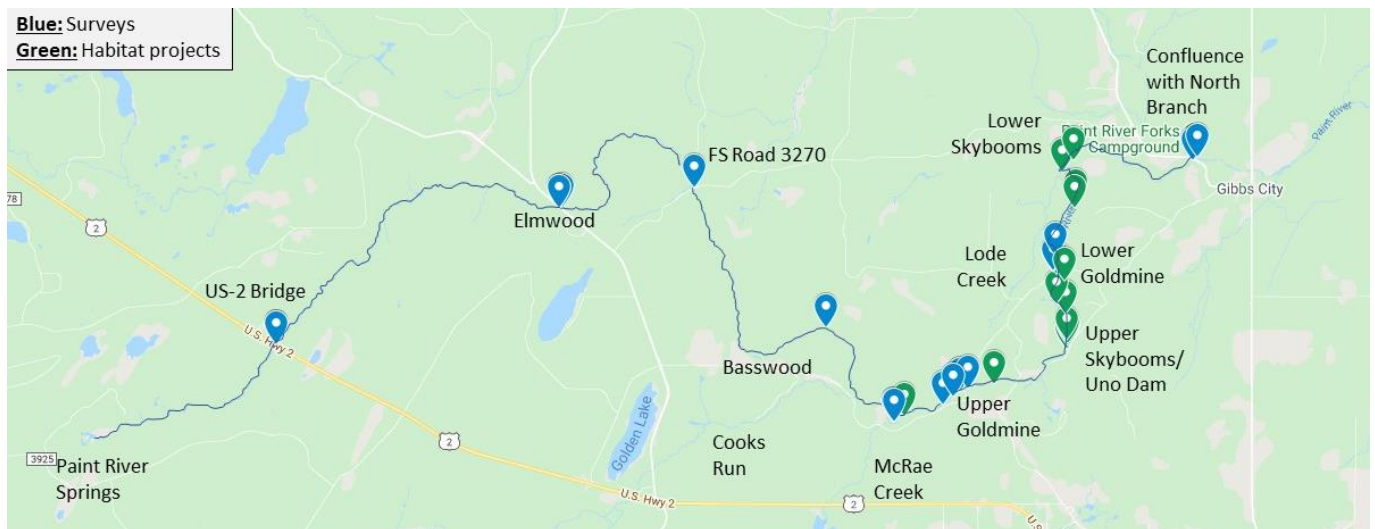 Blue: Surveys
Green: Habitat projects
Confluence
with North
Branch
Lower
Skybooms
Paint River Forks
Campground
Paint River
Gibbs City
FS Road 3270
78
2
Elmwood
Lode
Creek
Lower
Goldmine
US-2 Bridge
U.S. Hwy 2
Upper
Skybooms/
Uno Dam
Basswood
Upper
Goldmine
Golden Lake
Cooks
Run
McRae
Creek
2
3925
Paint River
Springs
U.S. Hwy 2
2
U.S.